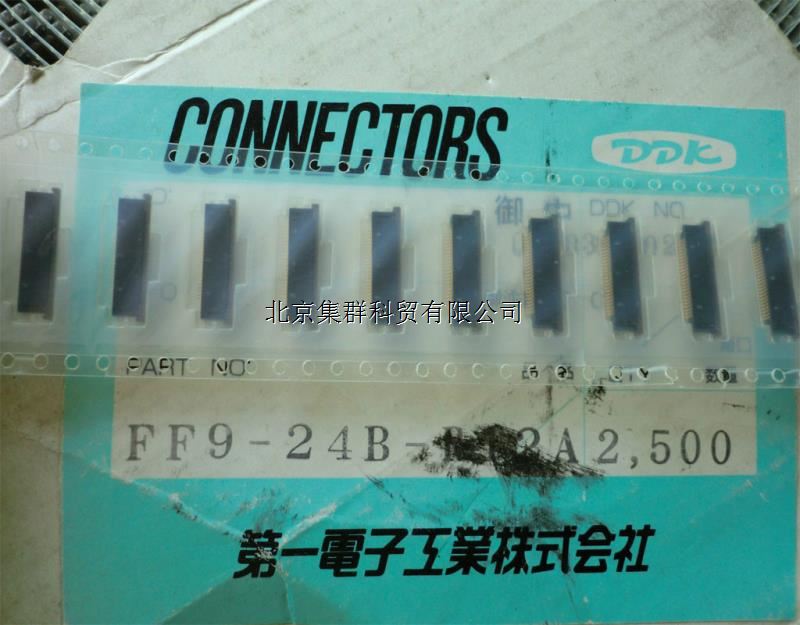 CONNECTORS
DDK
御中 DDK NO.
北京集群科贸有限公司
PART NO. 数量
FF9-24B- 2,500
第一電子工業株式会社